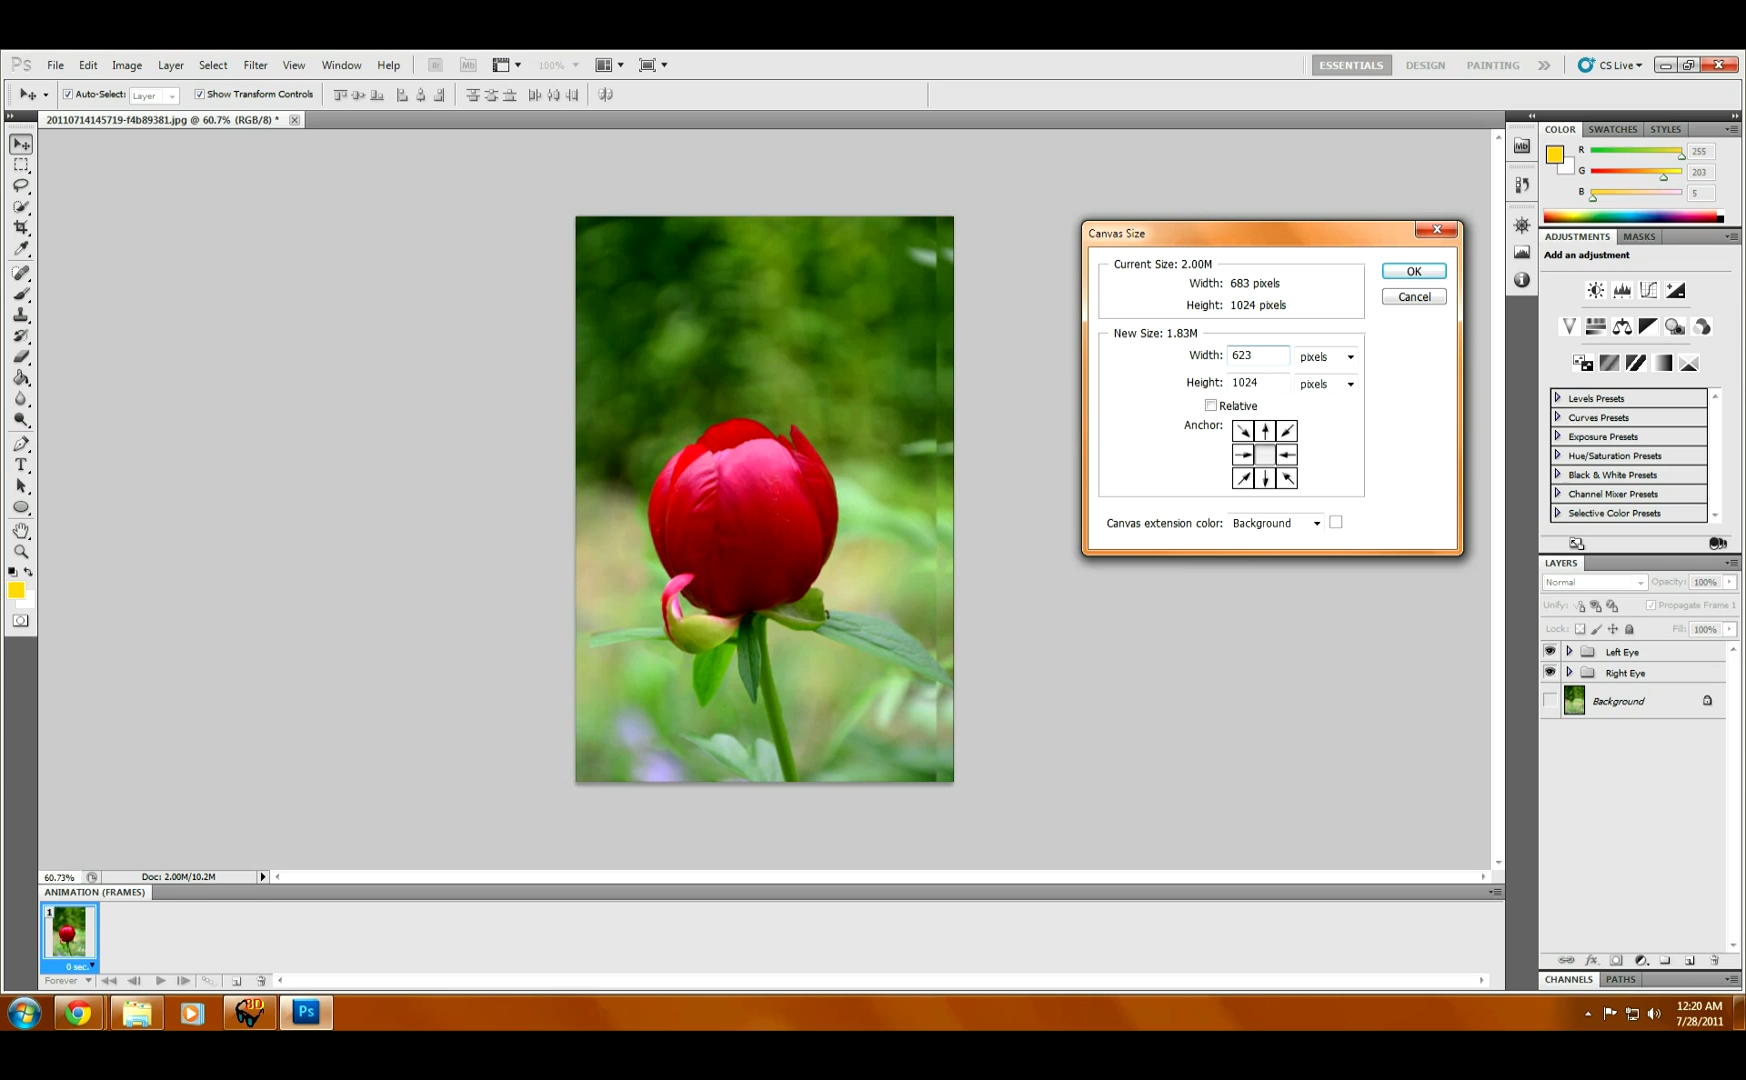 Ps File Edit Image Layer Select Filter View Window Help Br Mb 100% ESSENTIALS DESIGN PAINTING CS Live
Auto-Select: Layer Show Transform Controls
20110714145719-f4b89381.jpg @ 60.7% (RGB/8) *
COLOR SWATCHES STYLES
R 255
G 203
B 5
Mb
ADJUSTMENTS MASKS
Add an adjustment
Levels Presets
Curves Presets
Exposure Presets
Hue/Saturation Presets
Black & White Presets
Channel Mixer Presets
Selective Color Presets
Canvas Size
Current Size: 2.00M
Width: 683 pixels
Height: 1024 pixels
OK
Cancel
New Size: 1.83M
Width: 623 pixels
Height: 1024 pixels
Relative
Anchor:
Canvas extension color: Background
LAYERS
Normal Opacity: 100%
Unify: Propagate Frame 1
Lock: Fill: 100%
Left Eye
Right Eye
Background
CHANNELS PATHS
T
60.73% Doc: 2.00M/10.2M
ANIMATION (FRAMES)
1
0 sec.
Forever
3D
Ps
12:20 AM
7/28/2011